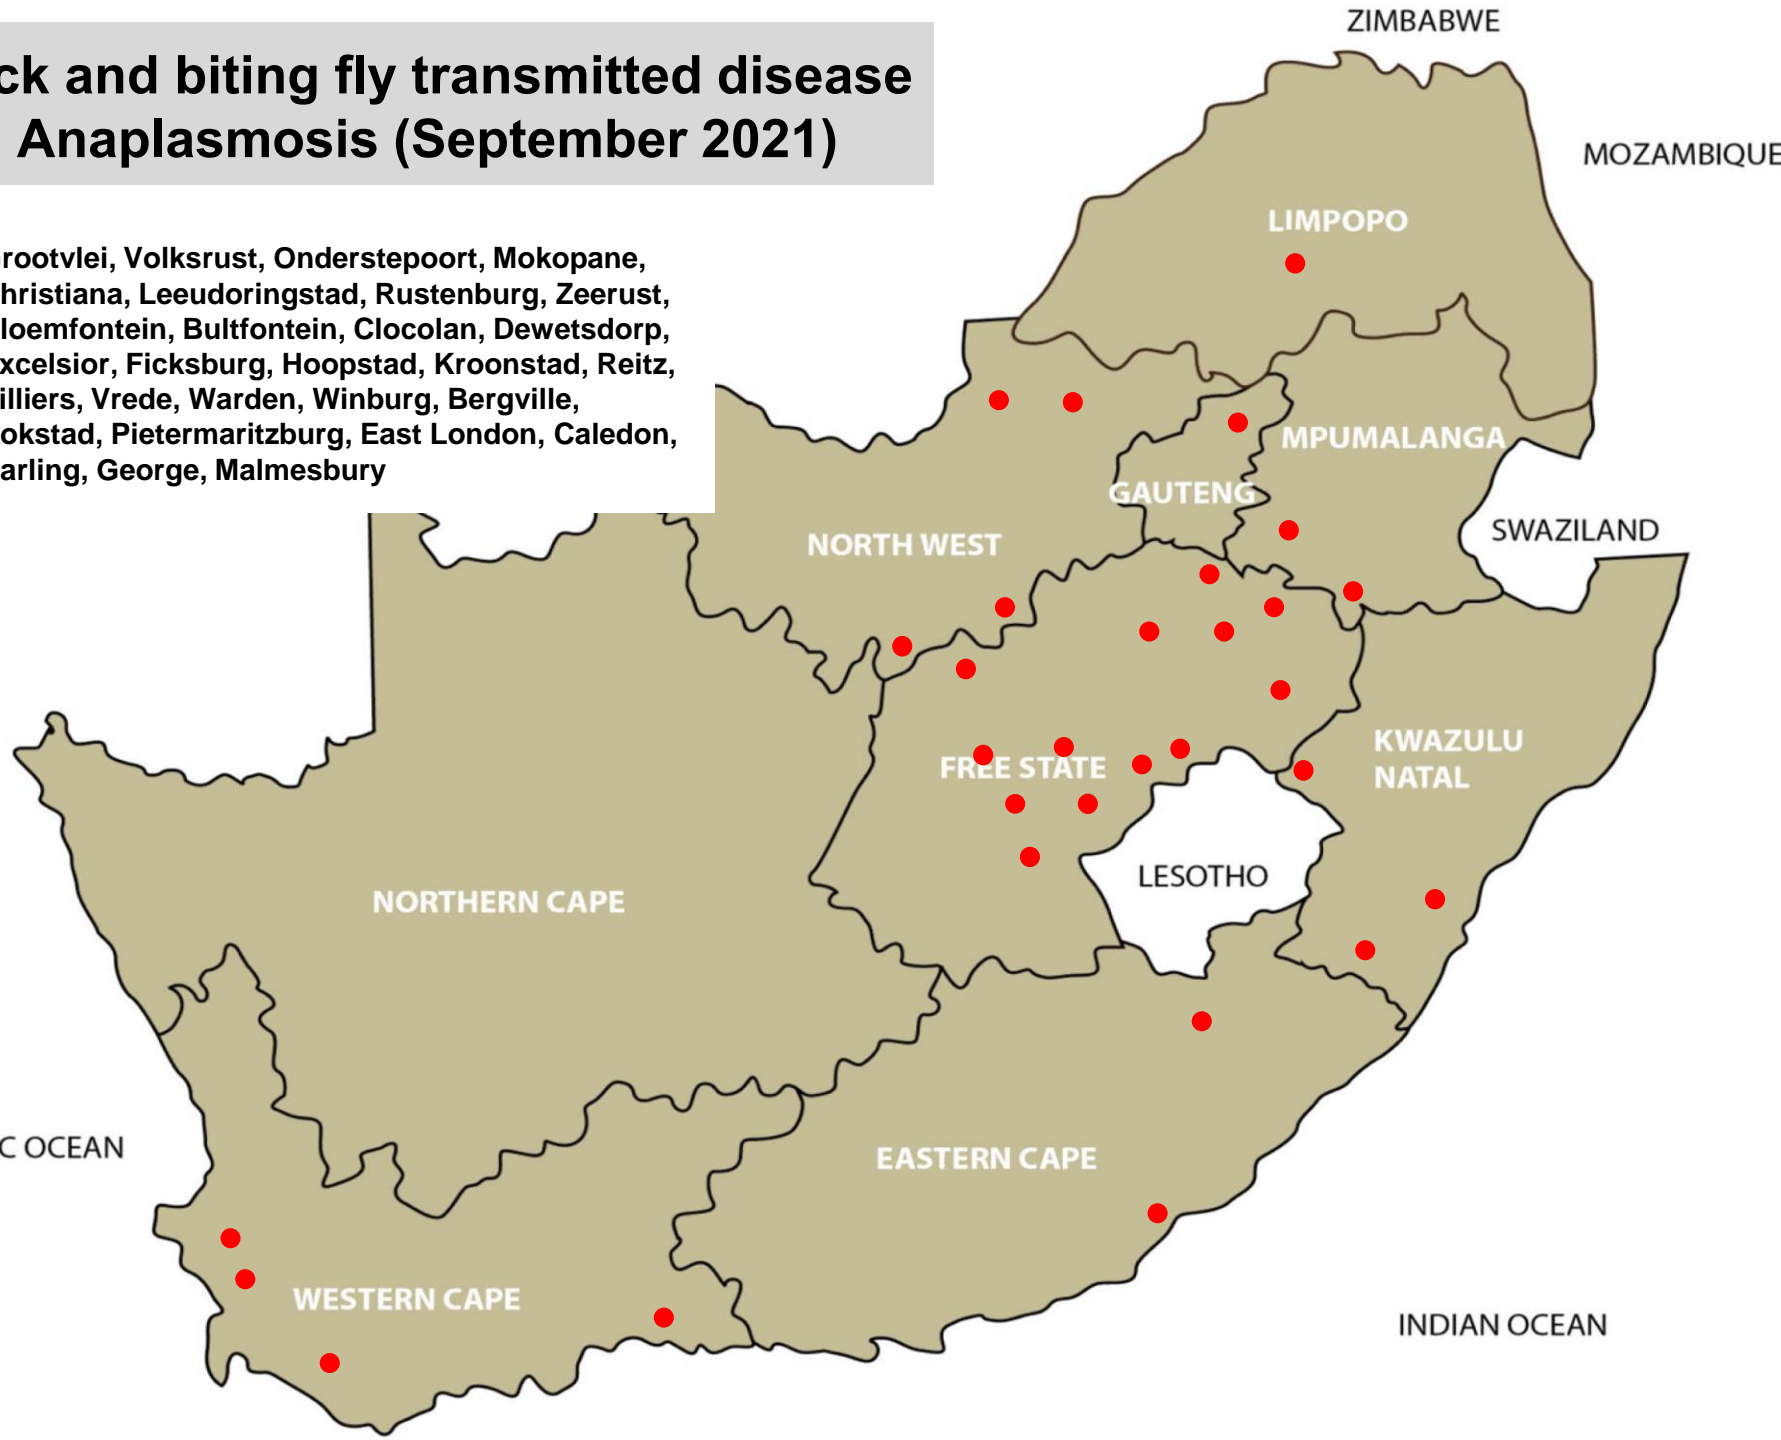 ck and biting fly transmitted disease
Anaplasmosis (September 2021)
rootvlei, Volksrust, Onderstepoort, Mokopane,
hristiana, Leeudoringstad, Rustenburg, Zeerust,
loemfontein, Bultfontein, Clocolan, Dewetsdorp,
xcelsior, Ficksburg, Hoopstad, Kroonstad, Reitz,
illiers, Vrede, Warden, Winburg, Bergville,
okstad, Pietermaritzburg, East London, Caledon,
arling, George, Malmesbury
ZIMBABWE
MOZAMBIQUE
LIMPOPO
MPUMALANGA
GAUTENG
NORTH WEST
SWAZILAND
KWAZULU
NATAL
FREE STATE
LESOTHO
NORTHERN CAPE
C OCEAN
EASTERN CAPE
WESTERN CAPE
INDIAN OCEAN